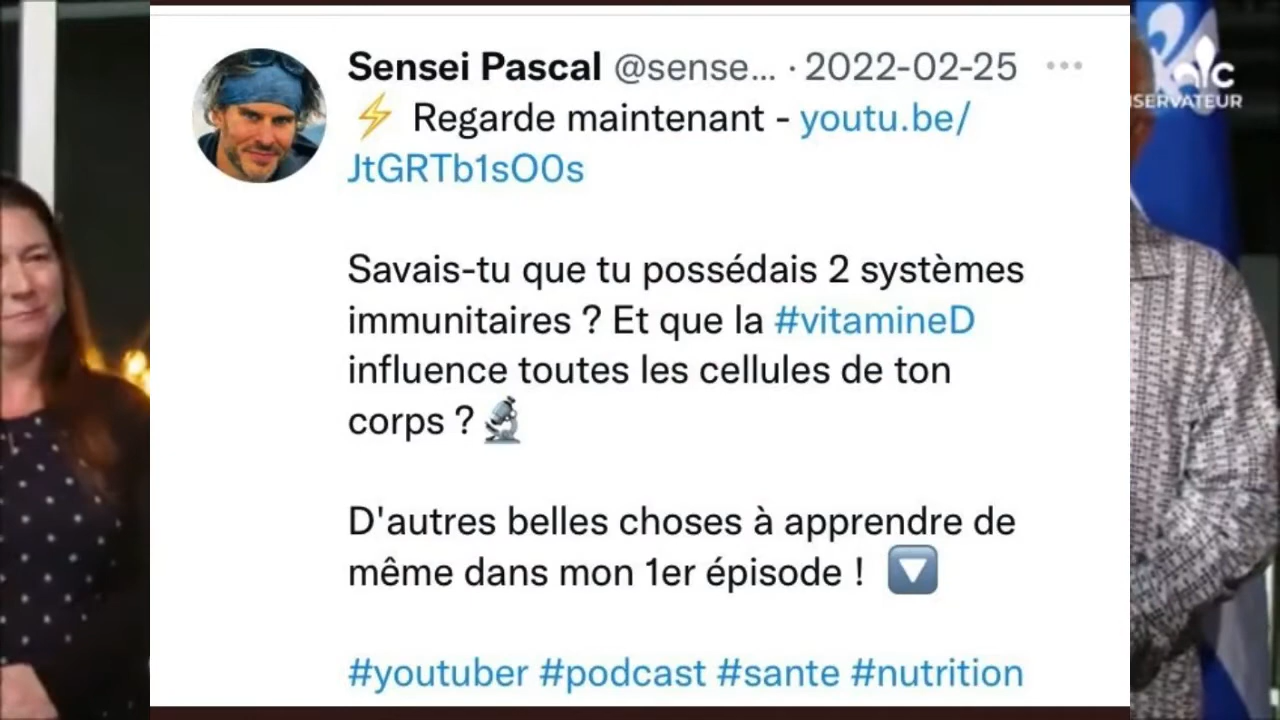 Sensei Pascal @sense... · 2022-02-25
⚡ Regarde maintenant - youtu.be/
JtGRTb1sO0s
Savais-tu que tu possédais 2 systèmes
immunitaires ? Et que la #vitamineD
influence toutes les cellules de ton
corps ? 🔬
D'autres belles choses à apprendre de
même dans mon 1er épisode ! 🔽
#youtuber #podcast #sante #nutrition